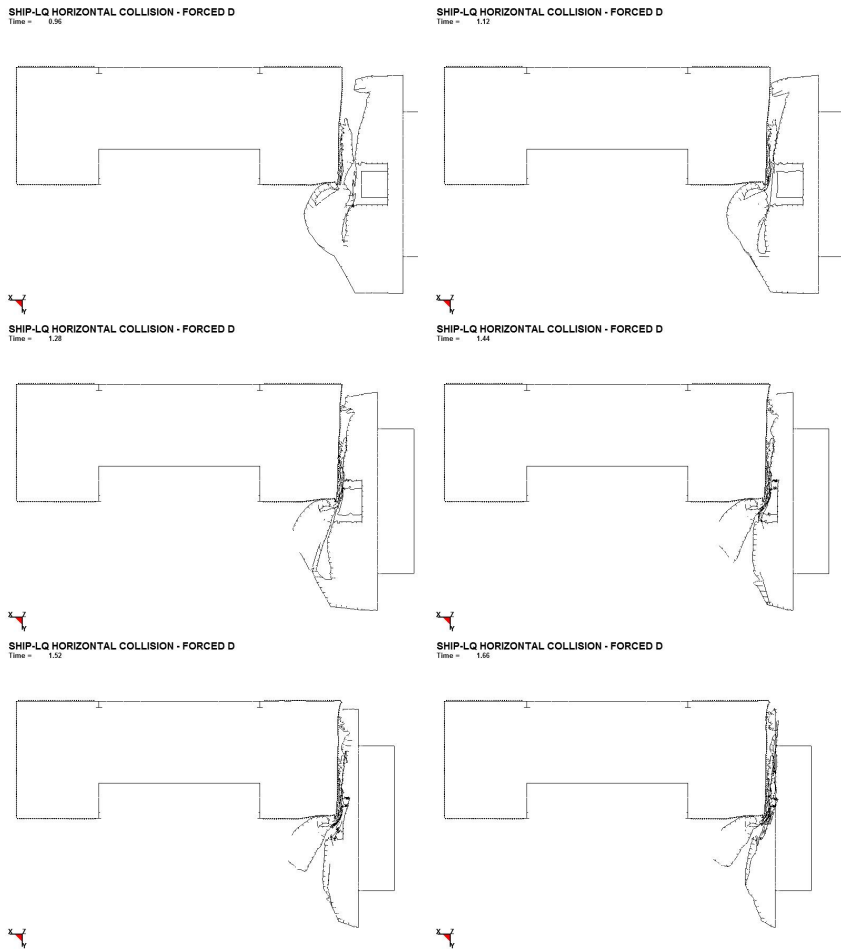 SHIP-LQ HORIZONTAL COLLISION - FORCED D
Time = 0.96
SHIP-LQ HORIZONTAL COLLISION - FORCED D
Time = 1.12
X Z
Y
X Z
Y
SHIP-LQ HORIZONTAL COLLISION - FORCED D
Time = 1.28
SHIP-LQ HORIZONTAL COLLISION - FORCED D
Time = 1.44
X Z
Y
X Z
Y
SHIP-LQ HORIZONTAL COLLISION - FORCED D
Time = 1.52
SHIP-LQ HORIZONTAL COLLISION - FORCED D
Time = 1.66
X Z
Y
X Z
Y